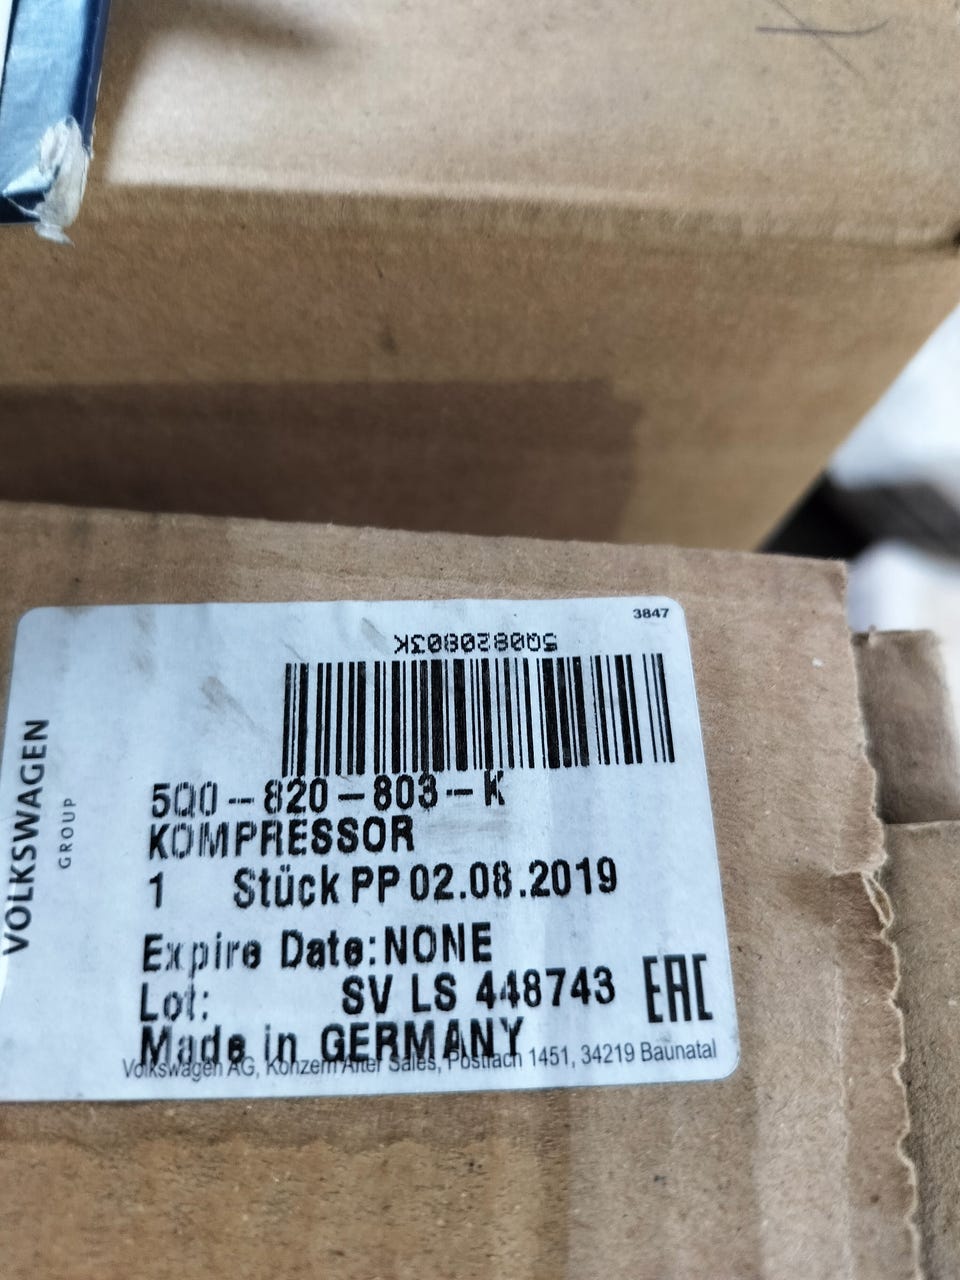 3847
5Q0820803K
VOLKSWAGEN
GROUP
5Q0--820-803--K
KOMPRESSOR
1 Stück PP 02.08.2019
Expire Date:NONE
Lot: SV LS 448743
EAC
Made in GERMANY
Volkswagen AG, Konzern After Sales, Postfach 1451, 34219 Baunatal